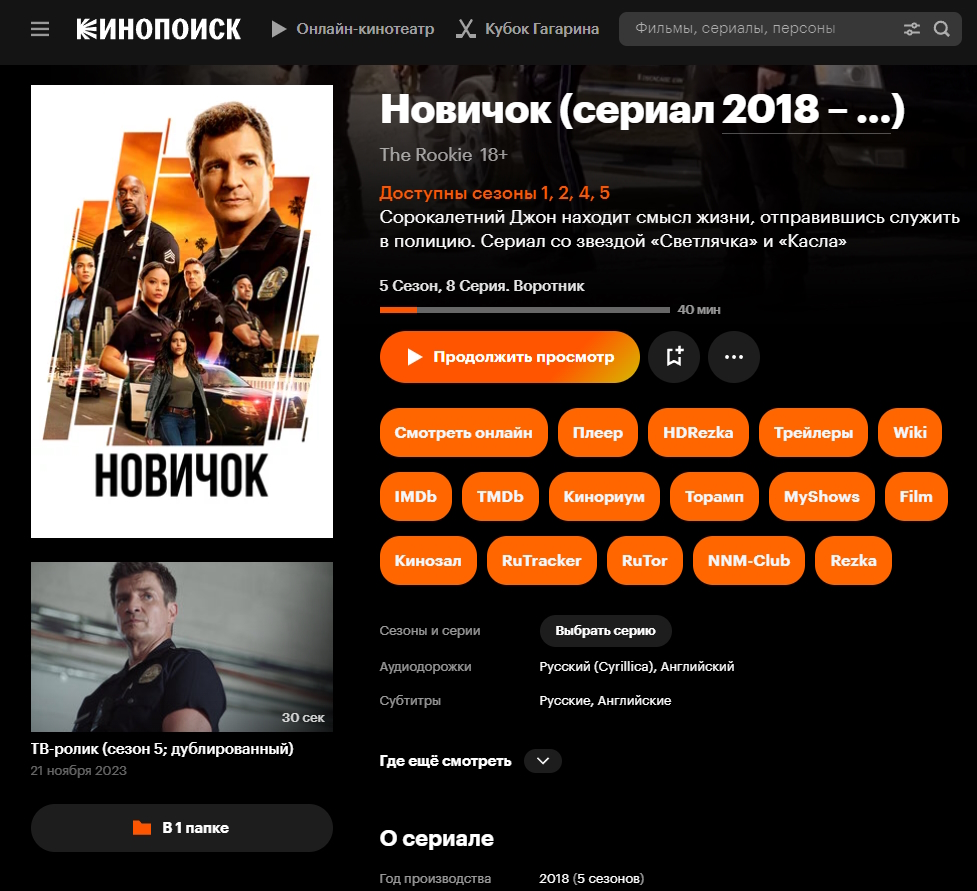 КИНОПОИСК
Онлайн-кинотеатр
Кубок Гагарина
Фильмы, сериалы, персоны
НОВИЧОК
30 сек
ТВ-ролик (сезон 5; дублированный)
21 ноября 2023
В 1 папке
Новичок (сериал 2018 – ...)
The Rookie 18+
Доступны сезоны 1, 2, 4, 5
Сорокалетний Джон находит смысл жизни, отправившись служить
в полицию. Сериал со звездой «Светлячка» и «Касла»
5 Сезон, 8 Серия. Воротник
40 мин
Продолжить просмотр
Смотреть онлайн
Плеер
HDRezka
Трейлеры
Wiki
IMDb
TMDb
Кинориум
Торамп
MyShows
Film
Кинозал
RuTracker
RuTor
NNM-Club
Rezka
Сезоны и серии
Выбрать серию
Аудиодорожки
Русский (Cyrillica), Английский
Субтитры
Русские, Английские
Где ещё смотреть
О сериале
Год производства
2018 (5 сезонов)